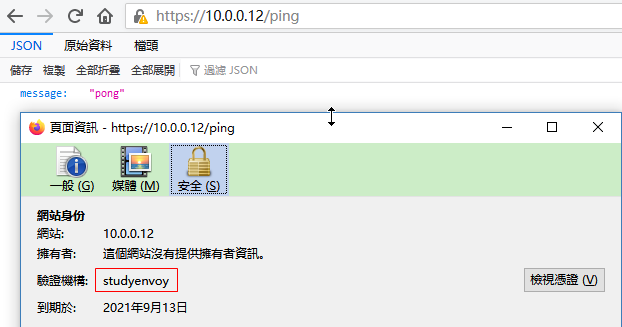 https://10.0.0.12/ping
JSON 原始資料 檔頭
儲存 複製 全部折疊 全部展開 過濾 JSON
message: "pong"
頁面資訊 - https://10.0.0.12/ping
一般 (G) 媒體 (M) 安全 (S)
網站身份
網站: 10.0.0.12
擁有者: 這個網站沒有提供擁有者資訊。
驗證機構: studyenvoy 檢視憑證 (V)
到期於: 2021年9月13日